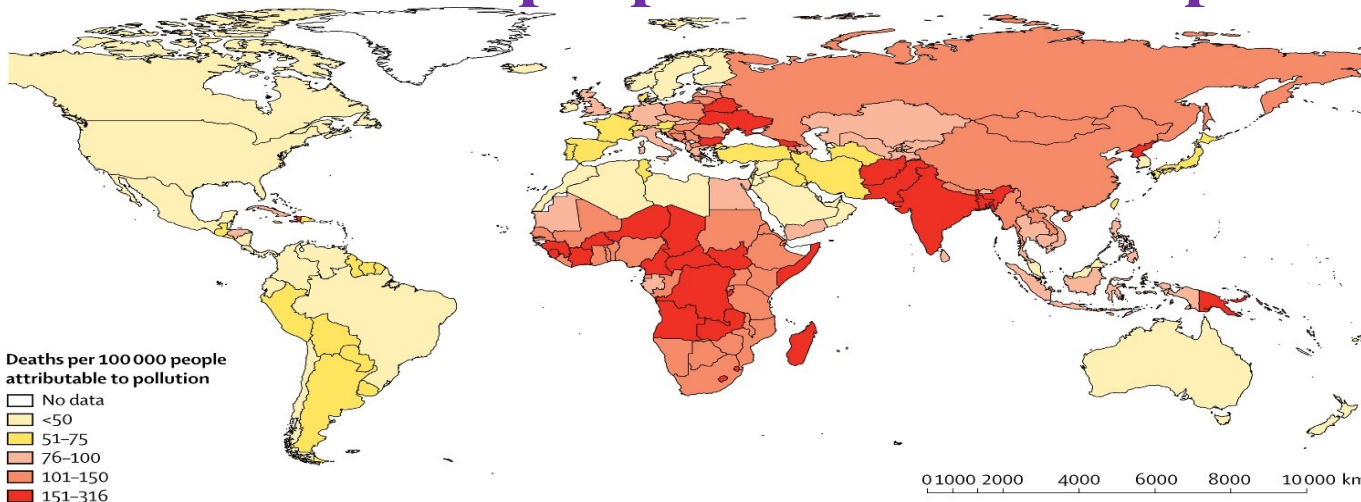 Deaths per 100 000 people
attributable to pollution
No data
<50
51–75
76–100
101–150
151–316
0 1000 2000 4000 6000 8000 10 000 km